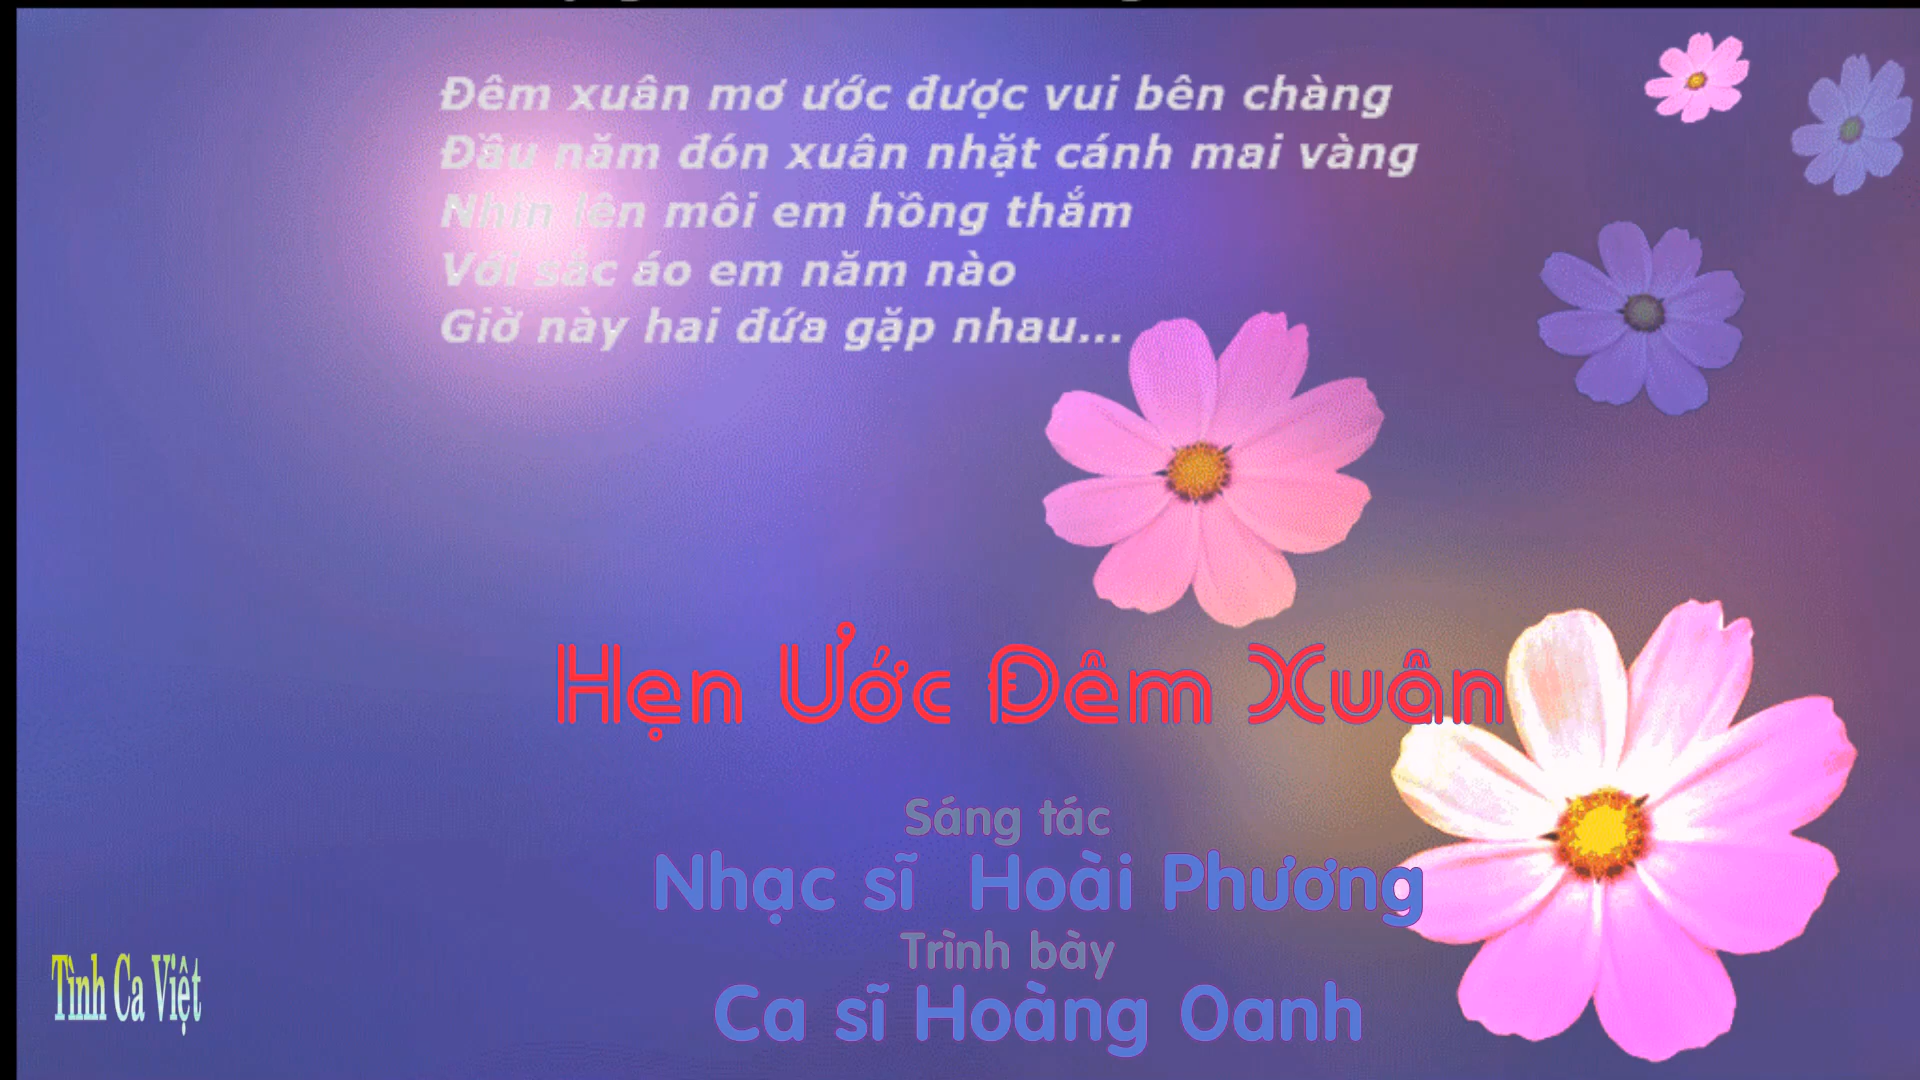 Đêm xuân mơ ước được vui bên chàng
Đầu năm đón xuân nhặt cánh mai vàng
Nhìn lên môi em hồng thắm
Với sắc áo em năm nào
Giờ này hai đứa gặp nhau...
Hẹn Ước Đêm Xuân
Sáng tác
Nhạc sĩ Hoài Phương
Trình bày
Ca sĩ Hoàng Oanh
Tình Ca Việt